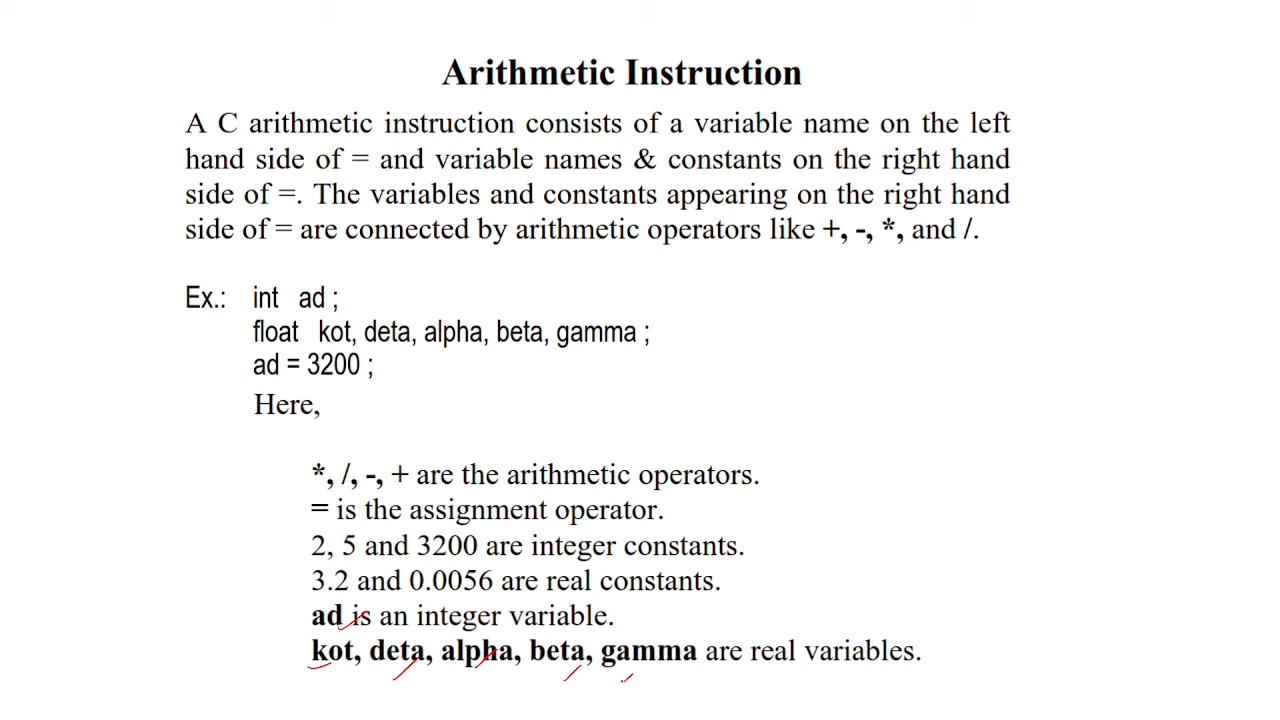 Arithmetic Instruction
A C arithmetic instruction consists of a variable name on the left
hand side of = and variable names & constants on the right hand
side of =. The variables and constants appearing on the right hand
side of = are connected by arithmetic operators like +, -, *, and /.
Ex.: int ad ;
float kot, deta, alpha, beta, gamma ;
ad = 3200 ;
Here,
*, /, -, + are the arithmetic operators.
= is the assignment operator.
2, 5 and 3200 are integer constants.
3.2 and 0.0056 are real constants.
ad is an integer variable.
kot, deta, alpha, beta, gamma are real variables.